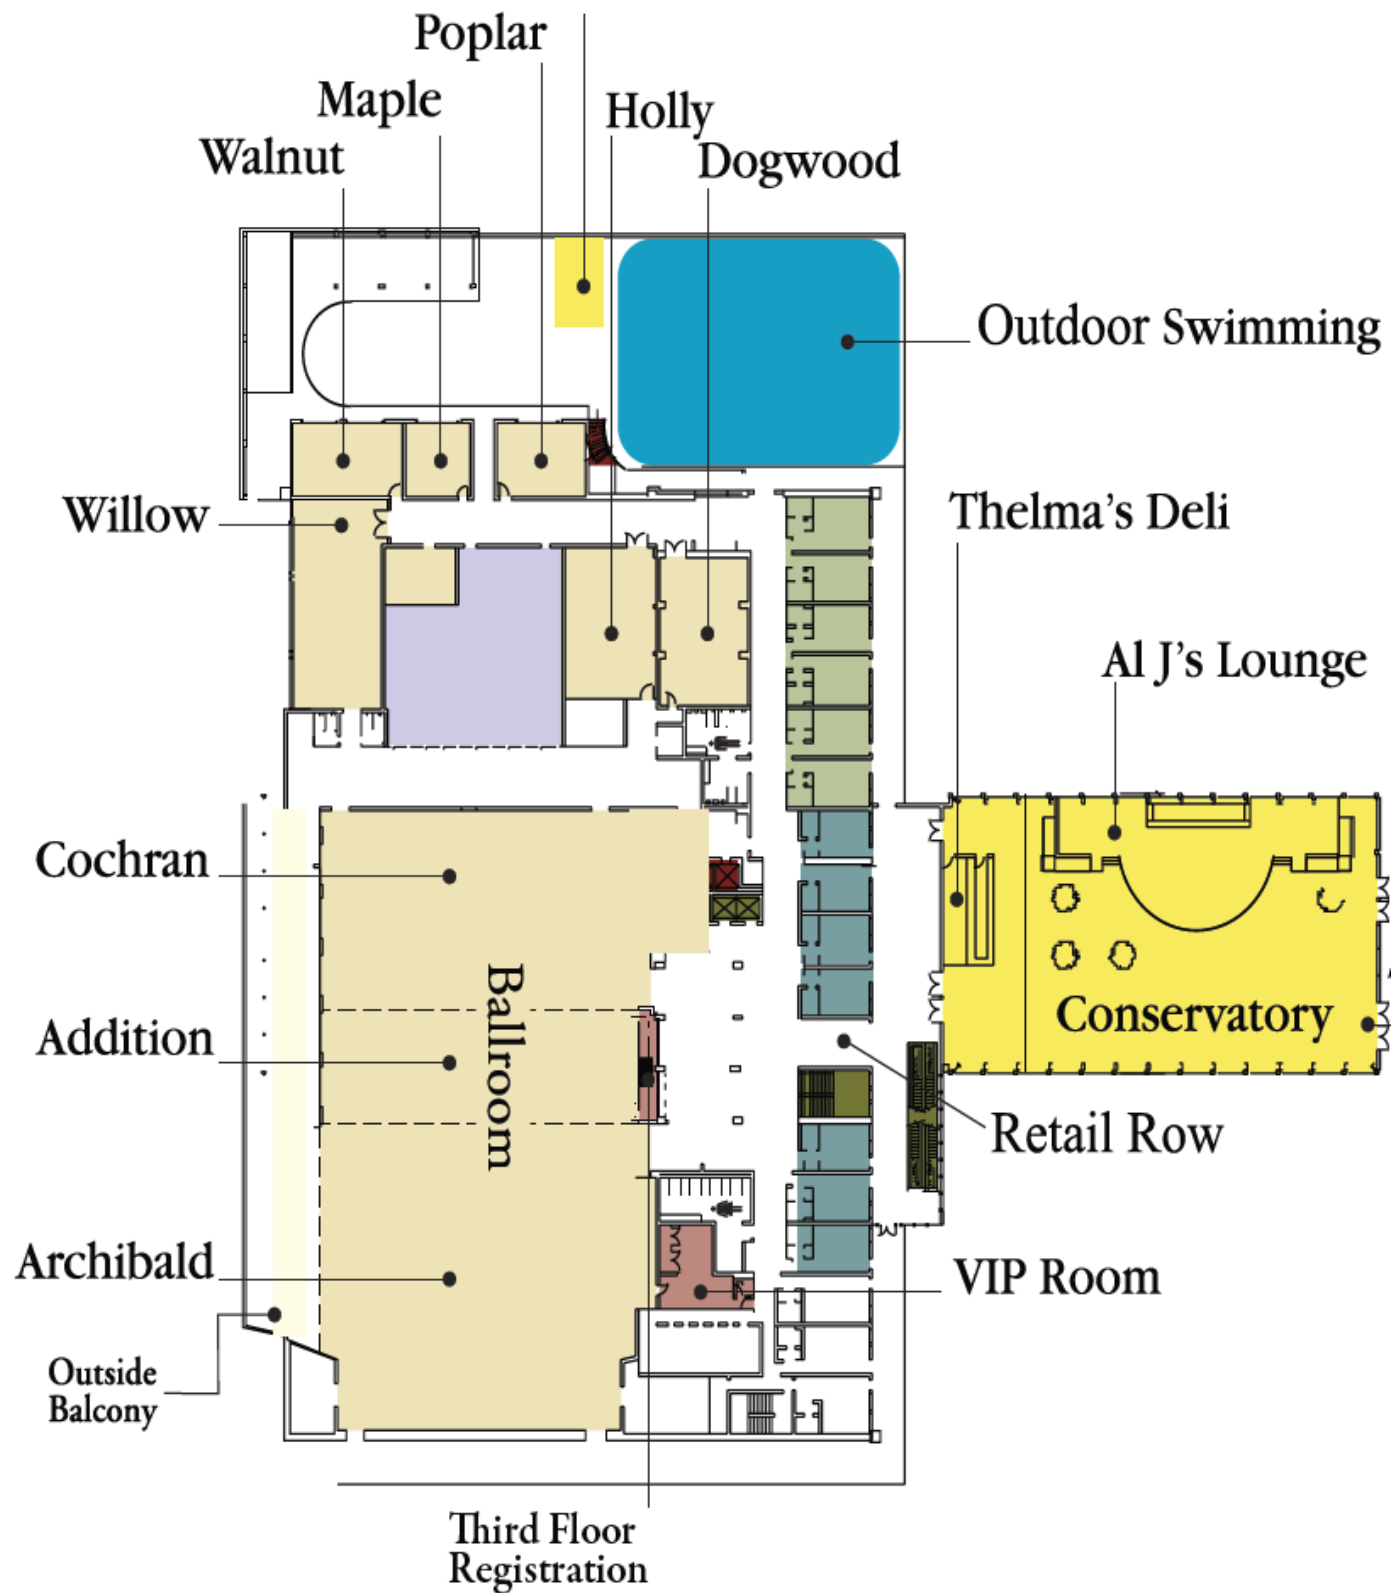 Poplar
Maple
Holly
Walnut
Dogwood
Outdoor Swimming
Willow
Thelma's Deli
Al J's Lounge
Cochran
Ballroom
Conservatory
Addition
Retail Row
Archibald
VIP Room
Outside
Balcony
Third Floor
Registration